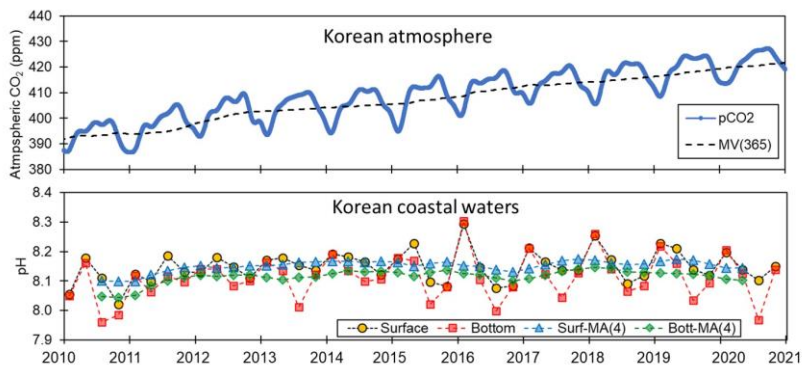 Korean atmosphere
Atmpspheric CO2 (ppm)
440
430
420
410
400
390
380
pCO2
MV(365)
Korean coastal waters
pH
8.4
8.3
8.2
8.1
8.0
7.9
Surface Bottom Surf-MA(4) Bott-MA(4)
2010 2011 2012 2013 2014 2015 2016 2017 2018 2019 2020 2021